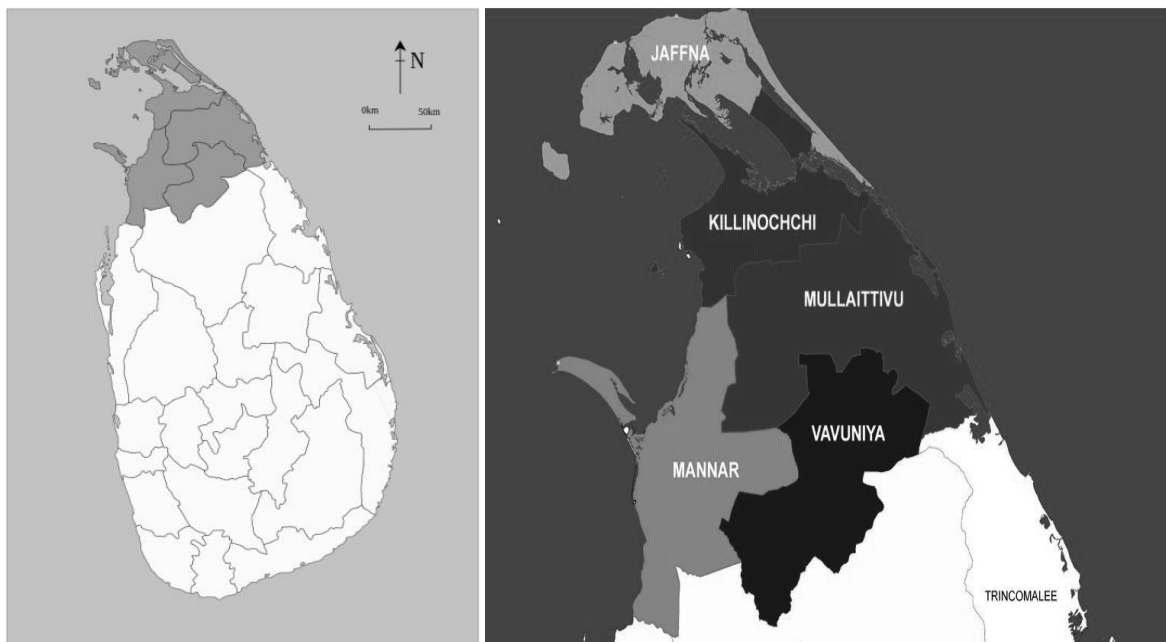 N
0km 50km
JAFFNA
KILLINOCHCHI
MULLAITTIVU
VAVUNIYA
MANNAR
TRINCOMALEE